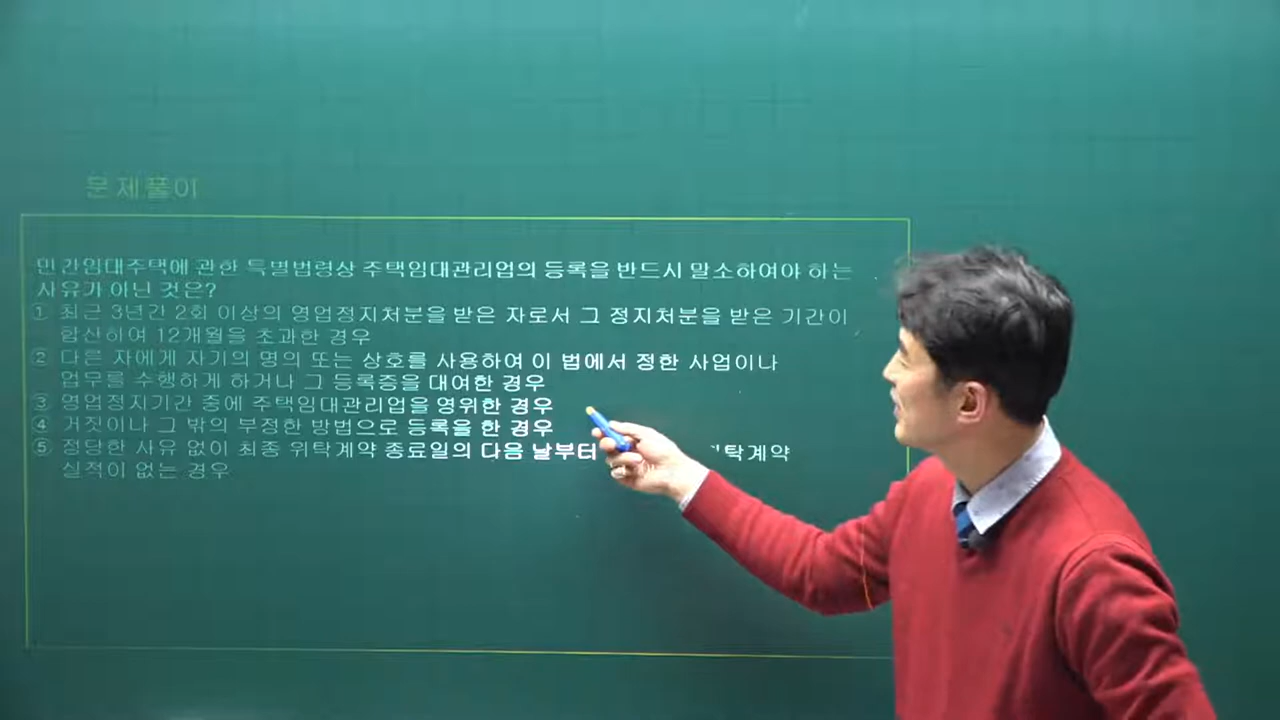 문제풀이
민간임대주택에 관한 특별법령상 주택임대관리업의 등록을 반드시 말소하여야 하는
사유가 아닌 것은?
① 최근 3년간 2회 이상의 영업정지처분을 받은 자로서 그 정지처분을 받은 기간이
합산하여 12개월을 초과한 경우
② 다른 자에게 자기의 명의 또는 상호를 사용하여 이 법에서 정한 사업이나
업무를 수행하게 하거나 그 등록증을 대여한 경우
③ 영업정지기간 중에 주택임대관리업을 영위한 경우
④ 거짓이나 그 밖의 부정한 방법으로 등록을 한 경우
⑤ 정당한 사유 없이 최종 위탁계약 종료일의 다음 날부터 위탁계약
실적이 없는 경우